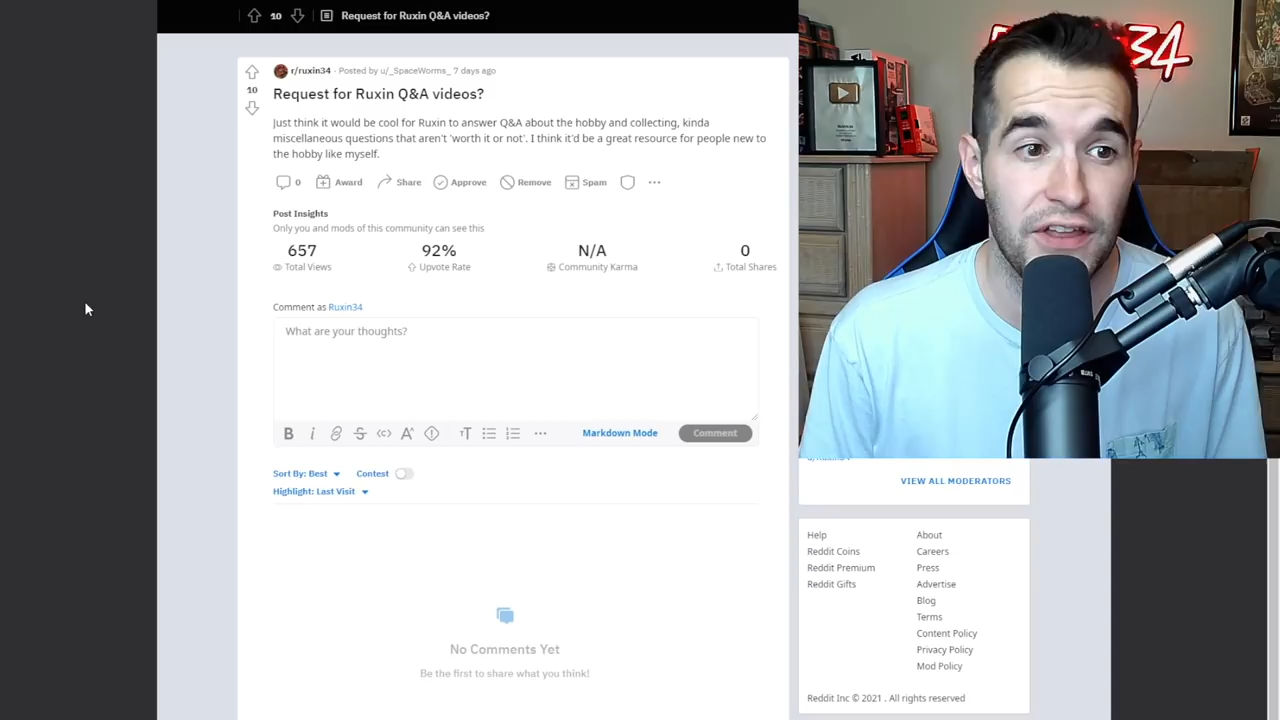 10 Request for Ruxin Q&A videos?
r/ruxin34 · Posted by u/_SpaceWorms_ 7 days ago
10
Request for Ruxin Q&A videos?
Just think it would be cool for Ruxin to answer Q&A about the hobby and collecting, kinda
miscellaneous questions that aren't 'worth it or not'. I think it'd be a great resource for people new to
the hobby like myself.
0 Award Share Approve Remove Spam
Post Insights
Only you and mods of this community can see this
657 92% N/A 0
Total Views Upvote Rate Community Karma Total Shares
Comment as Ruxin34
What are your thoughts?
Markdown Mode Comment
Sort By: Best Contest
Highlight: Last Visit
No Comments Yet
Be the first to share what you think!
34
VIEW ALL MODERATORS
Help About
Reddit Coins Careers
Reddit Premium Press
Reddit Gifts Advertise
Blog
Terms
Content Policy
Privacy Policy
Mod Policy
Reddit Inc © 2021 . All rights reserved